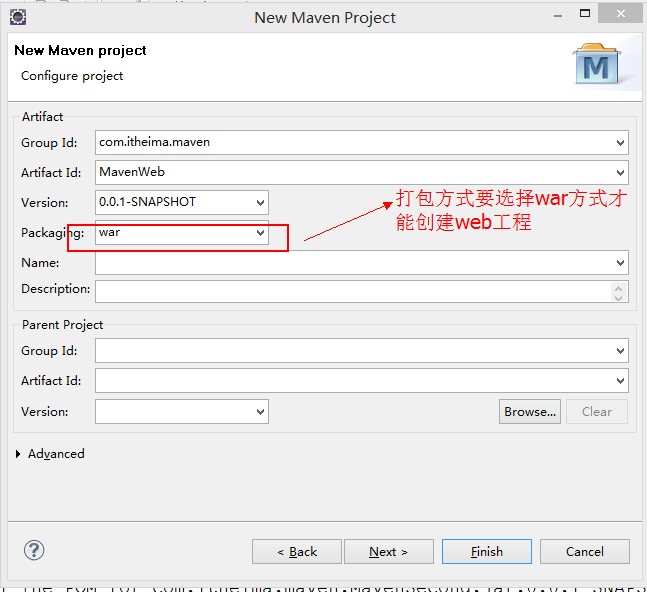 New Maven Project
New Maven project
Configure project
M
Artifact
Group Id: com.itheima.maven
Artifact Id: MavenWeb
Version: 0.0.1-SNAPSHOT
打包方式要选择war方式才
能创建web工程
Packaging: war
Name:
Description:
Parent Project
Group Id:
Artifact Id:
Version: Browse... Clear
Advanced
? < Back Next > Finish Cancel